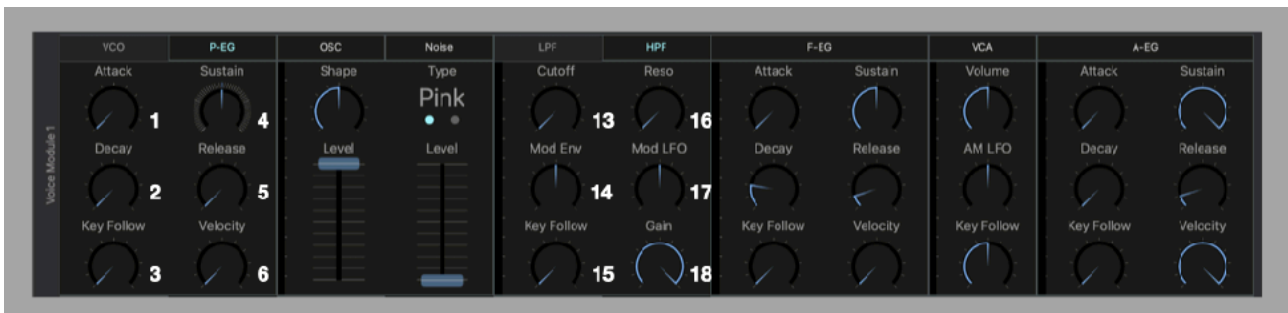 VCO P-EG OSC Noise LPF HPF F-EG VCA A-EG
Voice Module 1
Attack Sustain Shape Type Cutoff Reso Attack Sustain Volume Attack Sustain
Pink
1 4 13 16
Decay Release Level Level Mod Env Mod LFO Decay Release AM LFO Decay Release
2 5 14 17
Key Follow Velocity Key Follow Gain Key Follow Velocity Key Follow Key Follow Velocity
3 6 15 18